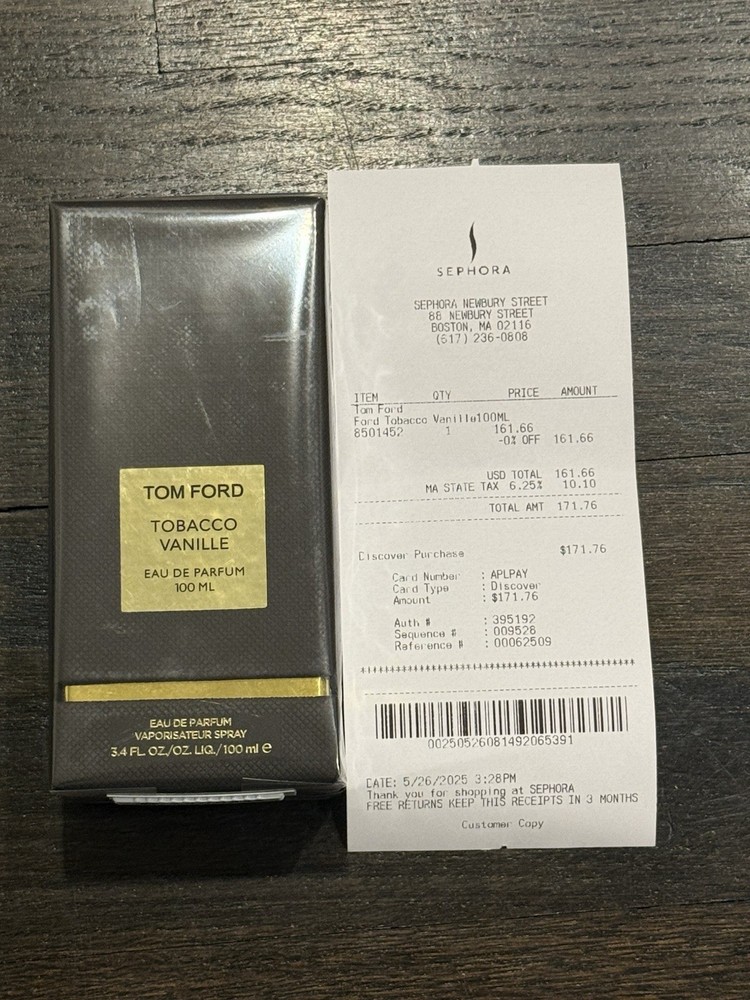 TOM FORD
TOBACCO
VANILLE
EAU DE PARFUM
100 ML
EAU DE PARFUM
VAPORISATEUR SPRAY
3.4 FL. OZ./OZ. LIQ./100 ml e
SEPHORA
SEPHORA NEWBURY STREET
88 NEWBURY STREET
BOSTON, MA 02116
(617) 236-0808
ITEM QTY PRICE AMOUNT
Tom Ford
Ford Tobacco Vanille100ML
8501452 1 161.66
-0% OFF 161.66
USD TOTAL 161.66
MA STATE TAX 6.25% 10.10
TOTAL AMT 171.76
Discover Purchase $171.76
Card Number : APLPAY
Card Type : Discover
Amount : $171.76
Auth # : 395192
Sequence # : 009528
Reference # : 00062509
00250526081492065391
DATE: 5/26/2025 3:28PM
Thank you for shopping at SEPHORA
FREE RETURNS KEEP THIS RECEIPTS IN 3 MONTHS
Customer Copy